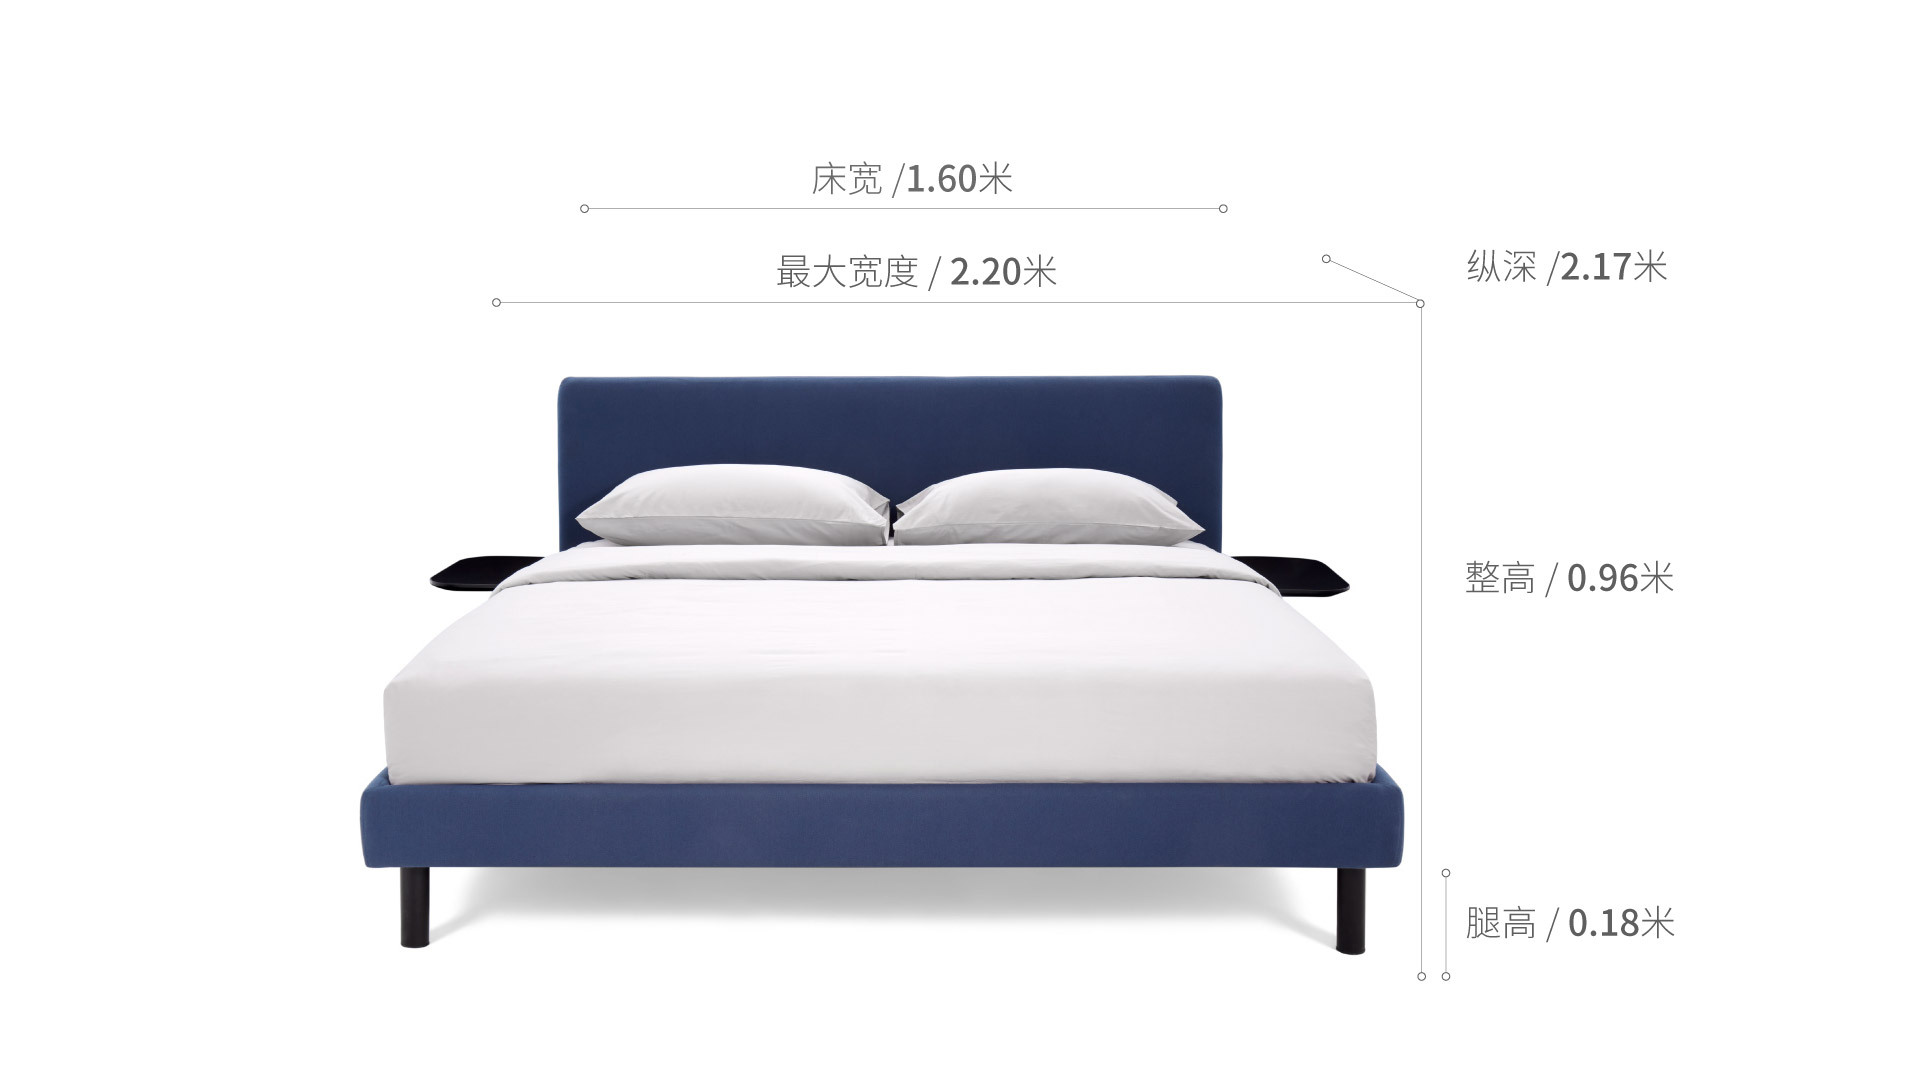 床宽 /1.60米
最大宽度 / 2.20米
纵深 /2.17米
整高 / 0.96米
腿高 / 0.18米